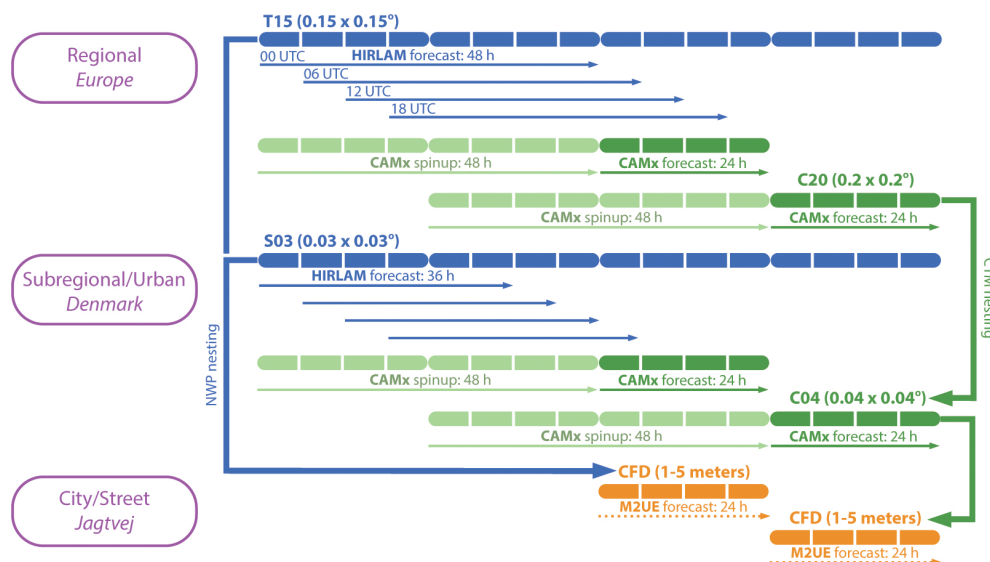 T15 (0.15 x 0.15°)
Regional
Europe
HIRLAM forecast: 48 h
00 UTC
06 UTC
12 UTC
18 UTC
CAMx spinup: 48 h
CAMx forecast: 24 h
C20 (0.2 x 0.2°)
CAMx spinup: 48 h
CAMx forecast: 24 h
S03 (0.03 x 0.03°)
Subregional/Urban
Denmark
HIRLAM forecast: 36 h
CTM nesting
NWP nesting
CAMx spinup: 48 h
CAMx forecast: 24 h
C04 (0.04 x 0.04°)
CAMx spinup: 48 h
CAMx forecast: 24 h
City/Street
Jagtvej
CFD (1-5 meters)
M2UE forecast: 24 h
CFD (1-5 meters)
M2UE forecast: 24 h